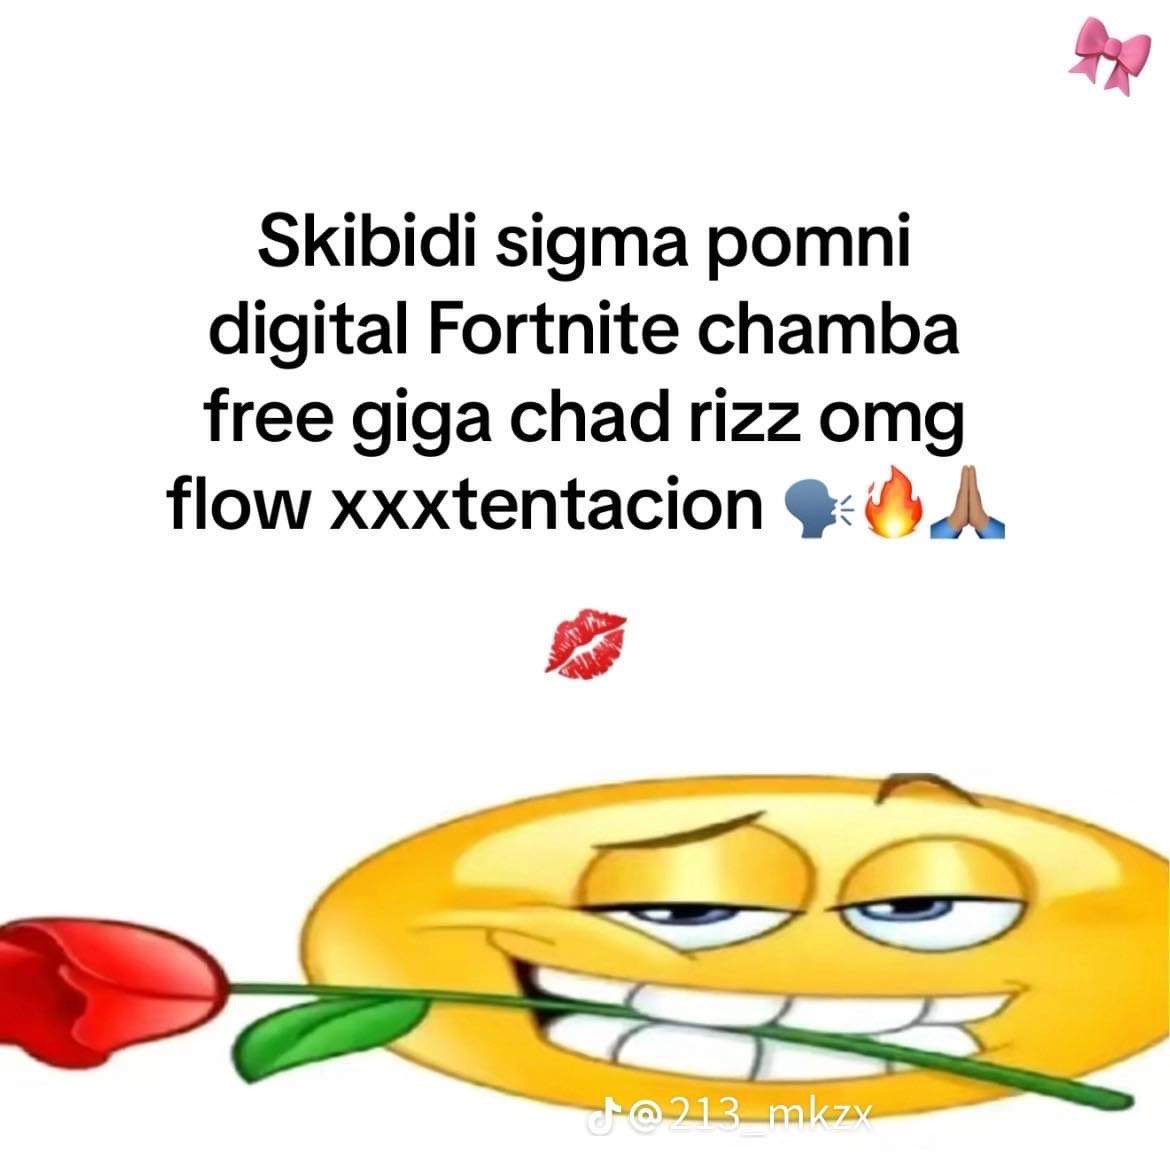 Skibidi sigma pomni
digital Fortnite chamba
free giga chad rizz omg
flow xxxtentacion 🗣️🔥🙏🏽
@213_mkzx